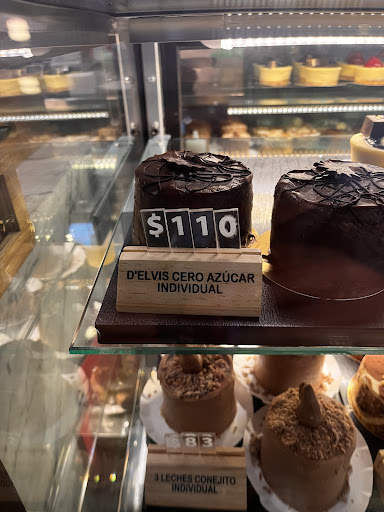 $110
D'ELVIS CERO AZÚCAR
INDIVIDUAL
$83
3 LECHES CONEJITO
INDIVIDUAL